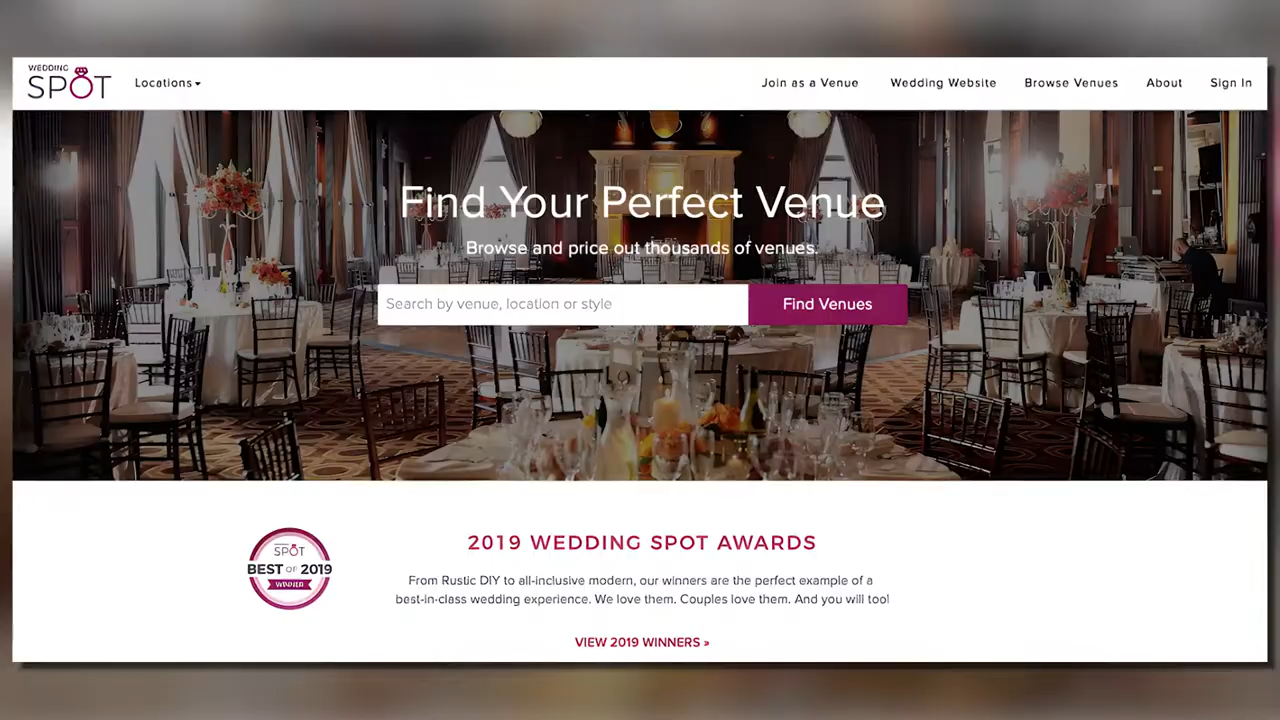 WEDDING
SPOT
Locations
Join as a Venue
Wedding Website
Browse Venues
About
Sign In
Find Your Perfect Venue
Browse and price out thousands of venues.
Search by venue, location or style
Find Venues
SPOT
BEST OF 2019
WINNER
2019 WEDDING SPOT AWARDS
From Rustic DIY to all-inclusive modern, our winners are the perfect example of a
best-in-class wedding experience. We love them. Couples love them. And you will too!
VIEW 2019 WINNERS »